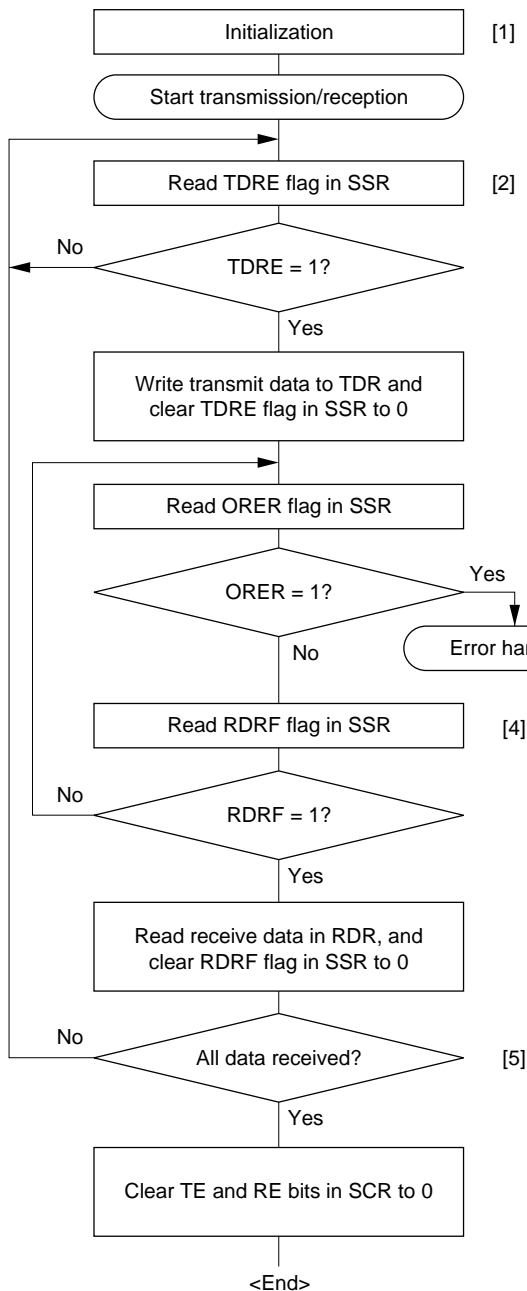 Initialization [1]
Start transmission/reception
Read TDRE flag in SSR [2]
No
TDRE = 1?
Yes
Write transmit data to TDR and
clear TDRE flag in SSR to 0
Read ORER flag in SSR
Yes
ORER = 1?
No
Error har
Read RDRF flag in SSR [4]
No
RDRF = 1?
Yes
Read receive data in RDR, and
clear RDRF flag in SSR to 0
No
All data received? [5]
Yes
Clear TE and RE bits in SCR to 0
<End>